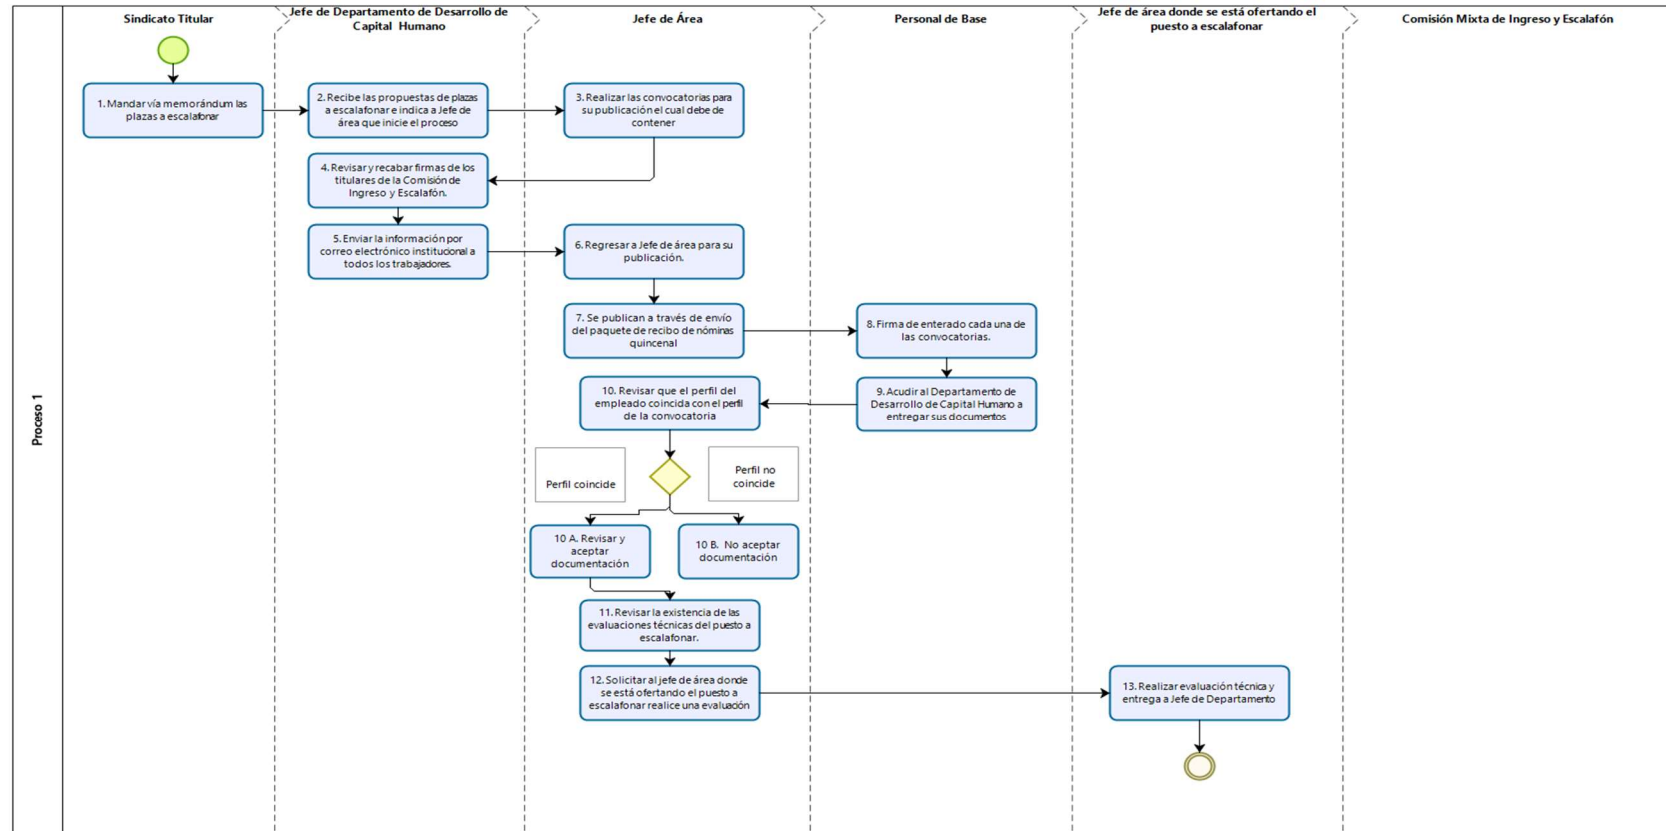 Sindicato Titular
Jefe de Departamento de Desarrollo de
Capital Humano
Jefe de Área
Personal de Base
Jefe de área donde se está ofertando el
puesto a escalafonar
Comisión Mixta de Ingreso y Escalafón
Proceso 1
1. Mandar vía memorándum las
plazas a escalafonar
2. Recibe las propuestas de plazas
a escalafonar e indica a Jefe de
área que inicie el proceso
3. Realizar las convocatorias para
su publicación el cual debe de
contener
4. Revisar y recabar firmas de los
titulares de la Comisión de
Ingreso y Escalafón.
5. Enviar la información por
correo electrónico institucional a
todos los trabajadores.
6. Regresar a Jefe de área para su
publicación.
7. Se publican a través de envío
del paquete de recibo de nóminas
quincenal
8. Firma de enterado cada una de
las convocatorias.
9. Acudir al Departamento de
Desarrollo de Capital Humano a
entregar sus documentos
10. Revisar que el perfil del
empleado coincida con el perfil
de la convocatoria
Perfil coincide
Perfil no
coincide
10 A. Revisar y
aceptar
documentación
10 B. No aceptar
documentación
11. Revisar la existencia de las
evaluaciones técnicas del puesto a
escalafonar.
12. Solicitar al jefe de área donde
se está ofertando el puesto a
escalafonar realice una evaluación
13. Realizar evaluación técnica y
entrega a Jefe de Departamento